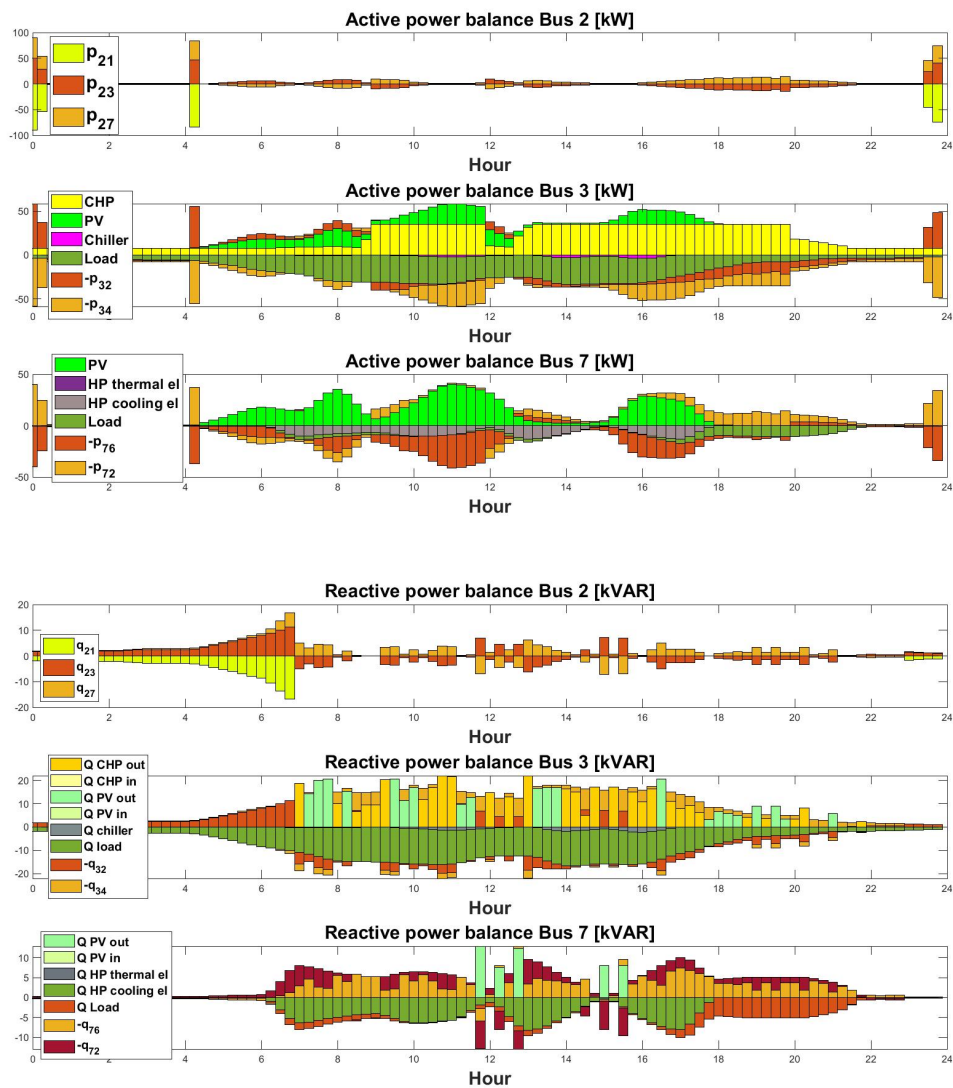 Active power balance Bus 2 [kW]
100
50
0
-50
-100
p21
p23
p27
0 2 4 6 8 10 12 14 16 18 20 22 24
Hour
Active power balance Bus 3 [kW]
50
0
-50
CHP
PV
Chiller
Load
-p32
-p34
0 2 4 6 8 10 12 14 16 18 20 22 24
Hour
Active power balance Bus 7 [kW]
50
0
-50
PV
HP thermal el
HP cooling el
Load
-p76
-p72
0 2 4 6 8 10 12 14 16 18 20 22 24
Hour
Reactive power balance Bus 2 [kVAR]
20
10
0
-10
-20
q21
q23
q27
0 2 4 6 8 10 12 14 16 18 20 22 24
Hour
Reactive power balance Bus 3 [kVAR]
20
10
0
-10
-20
Q CHP out
Q CHP in
Q PV out
Q PV in
Q chiller
Q load
-q32
-q34
0 2 4 6 8 10 12 14 16 18 20 22 24
Hour
Reactive power balance Bus 7 [kVAR]
10
5
0
-5
-10
Q PV out
Q PV in
Q HP thermal el
Q HP cooling el
Q Load
-q76
-q72
0 2 4 6 8 10 12 14 16 18 20 22 24
Hour